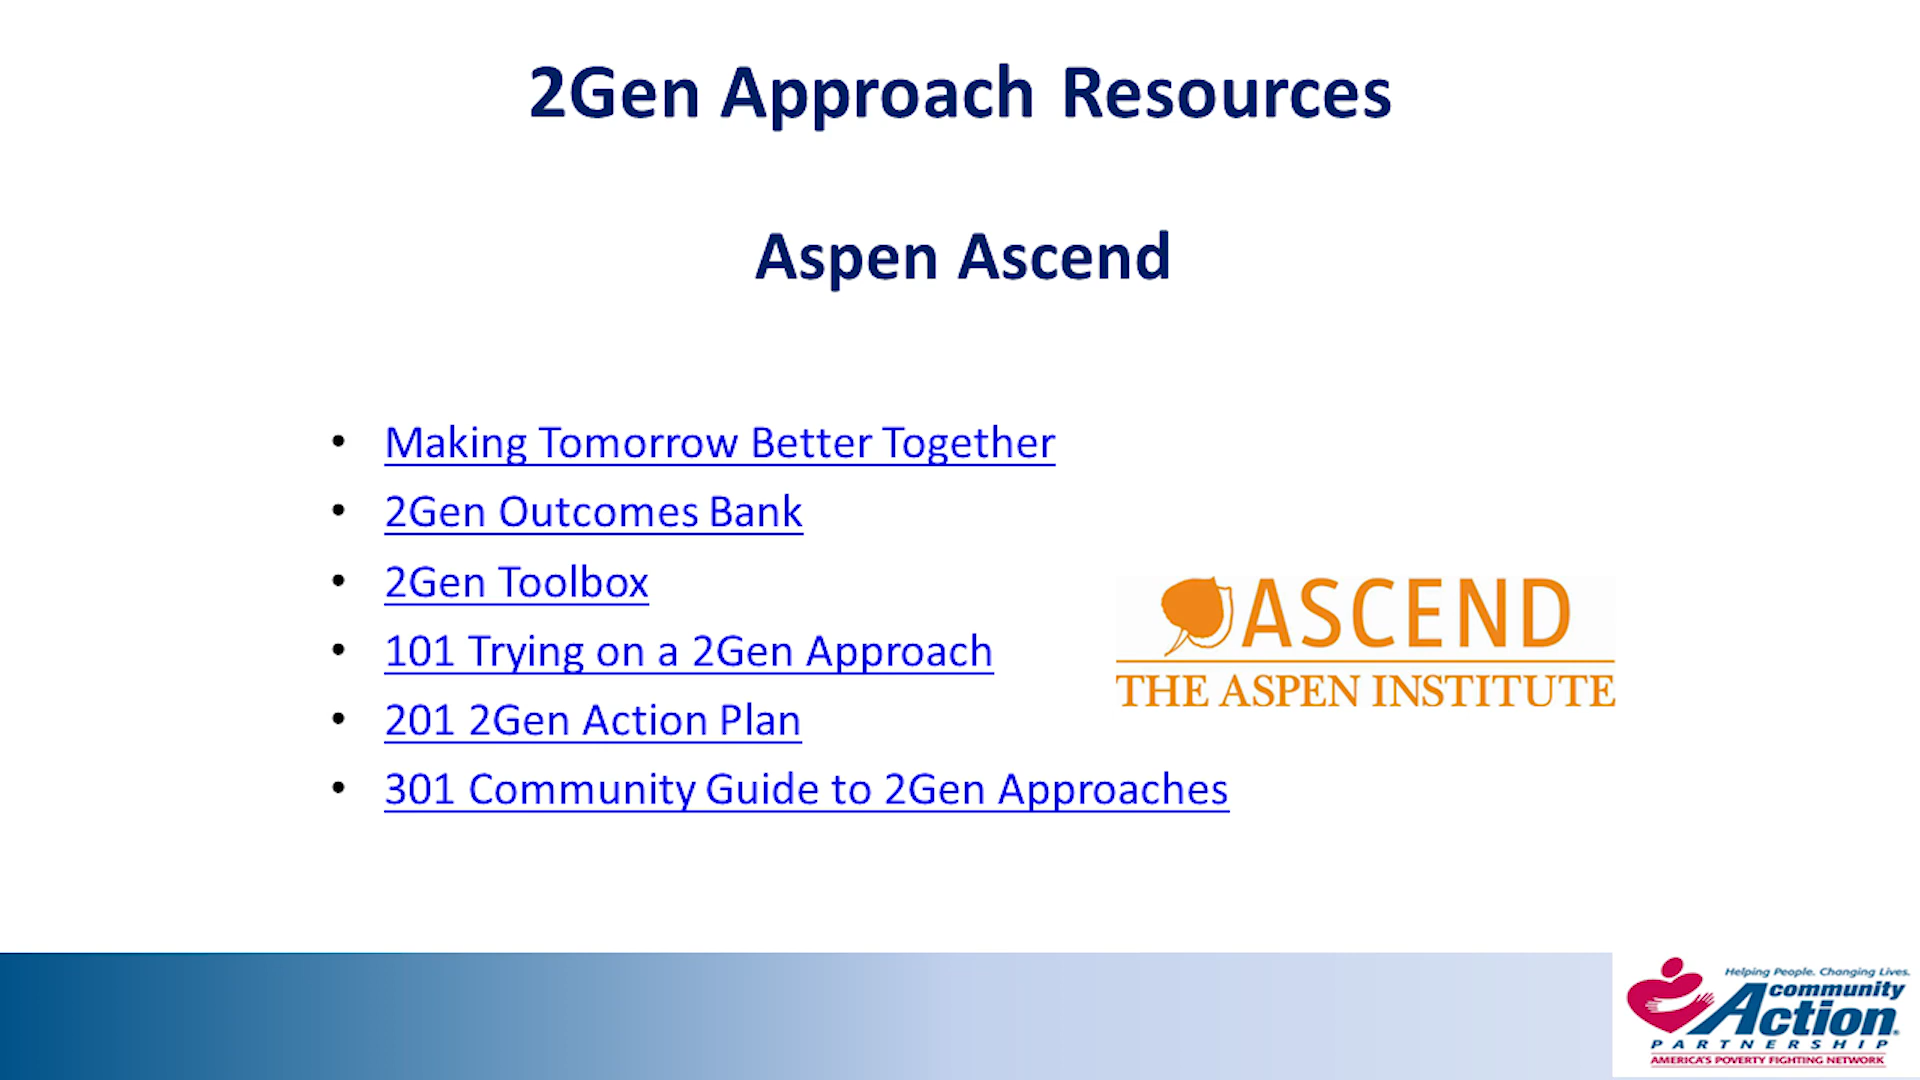 2Gen Approach Resources
Aspen Ascend
• Making Tomorrow Better Together
• 2Gen Outcomes Bank
• 2Gen Toolbox
• 101 Trying on a 2Gen Approach
• 201 2Gen Action Plan
• 301 Community Guide to 2Gen Approaches
ASCEND
THE ASPEN INSTITUTE
Helping People. Changing Lives.
community
Action
PARTNERSHIP
AMERICA'S POVERTY FIGHTING NETWORK